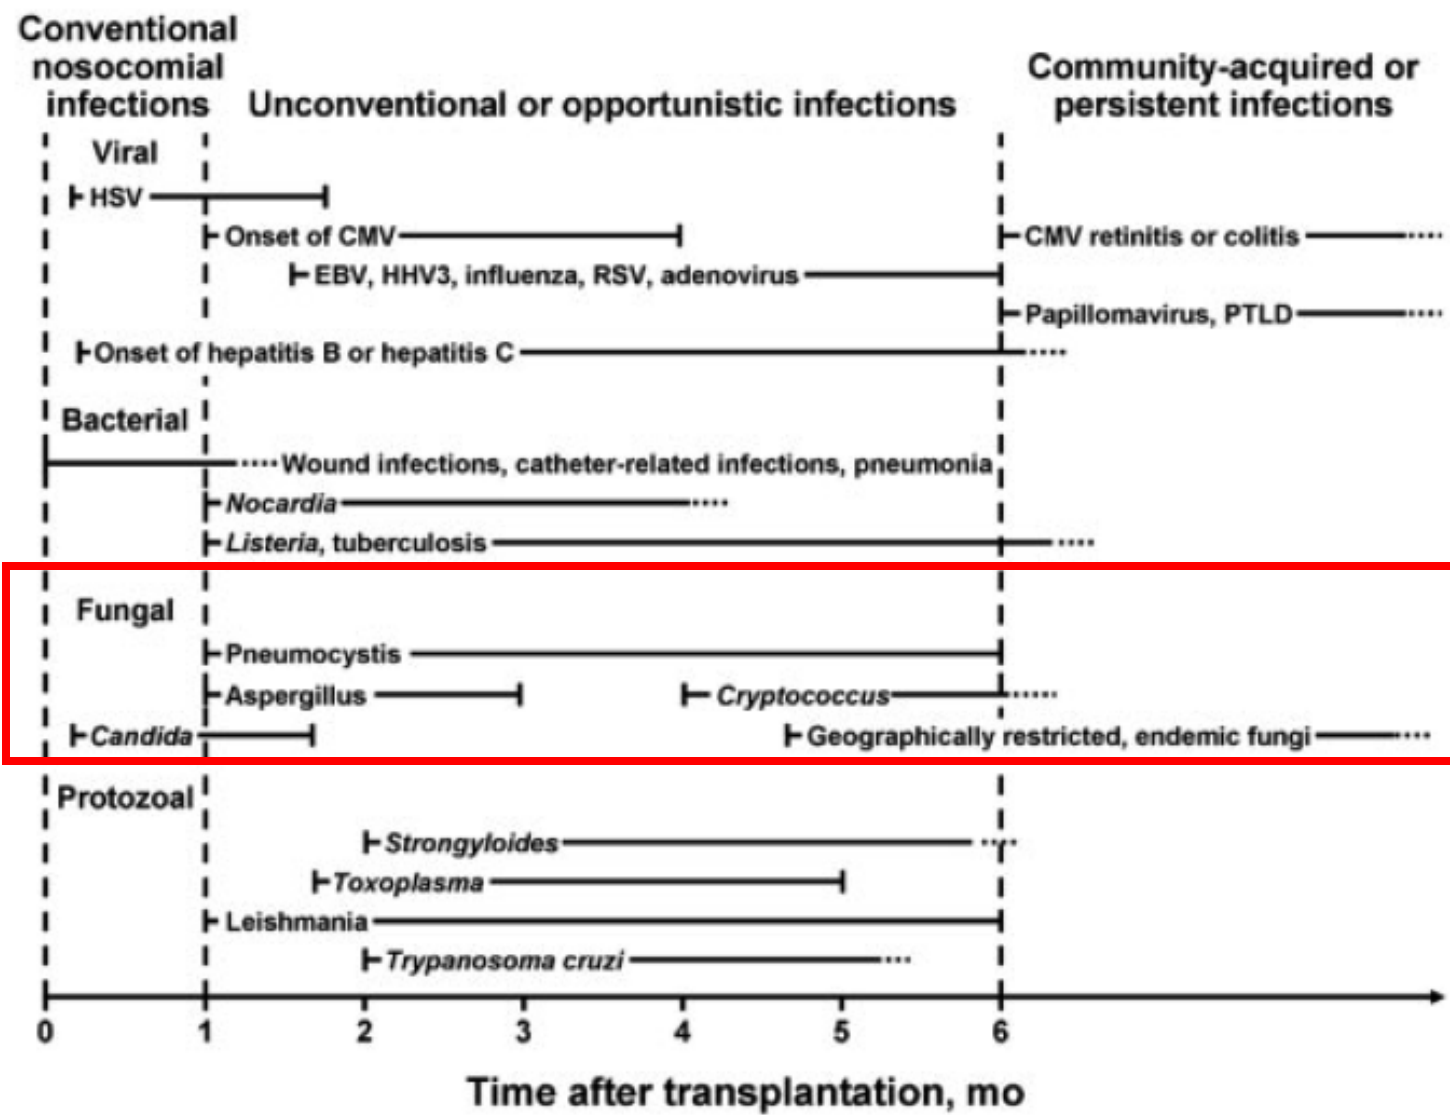 Conventional
nosocomial
infections
Unconventional or opportunistic infections
Community-acquired or
persistent infections
Viral
HSV
Onset of CMV
CMV retinitis or colitis
EBV, HHV3, influenza, RSV, adenovirus
Papillomavirus, PTLD
Onset of hepatitis B or hepatitis C
Bacterial
Wound infections, catheter-related infections, pneumonia
Nocardia
Listeria, tuberculosis
Fungal
Pneumocystis
Aspergillus
Cryptococcus
Candida
Geographically restricted, endemic fungi
Protozoal
Strongyloides
Toxoplasma
Leishmania
Trypanosoma cruzi
0 1 2 3 4 5 6
Time after transplantation, mo